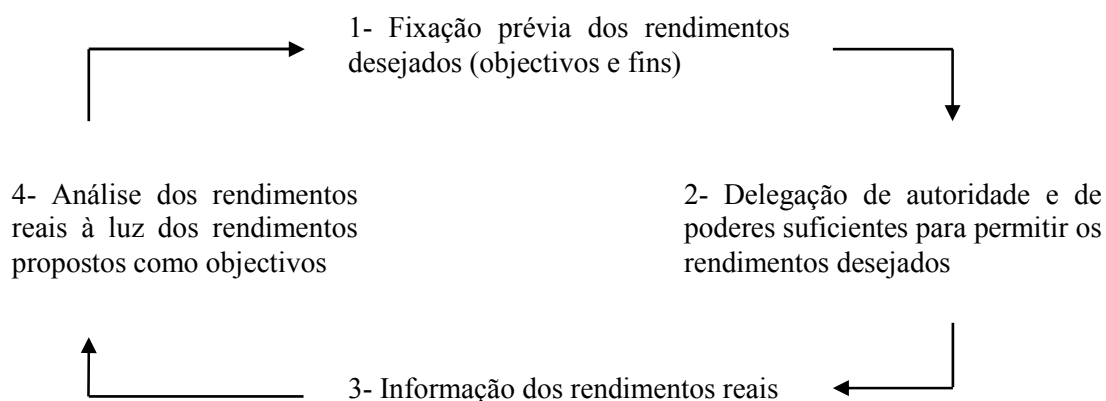 1- Fixação prévia dos rendimentos
desejados (objectivos e fins)
4- Análise dos rendimentos
reais à luz dos rendimentos
propostos como objectivos
2- Delegação de autoridade e de
poderes suficientes para permitir os
rendimentos desejados
3- Informação dos rendimentos reais